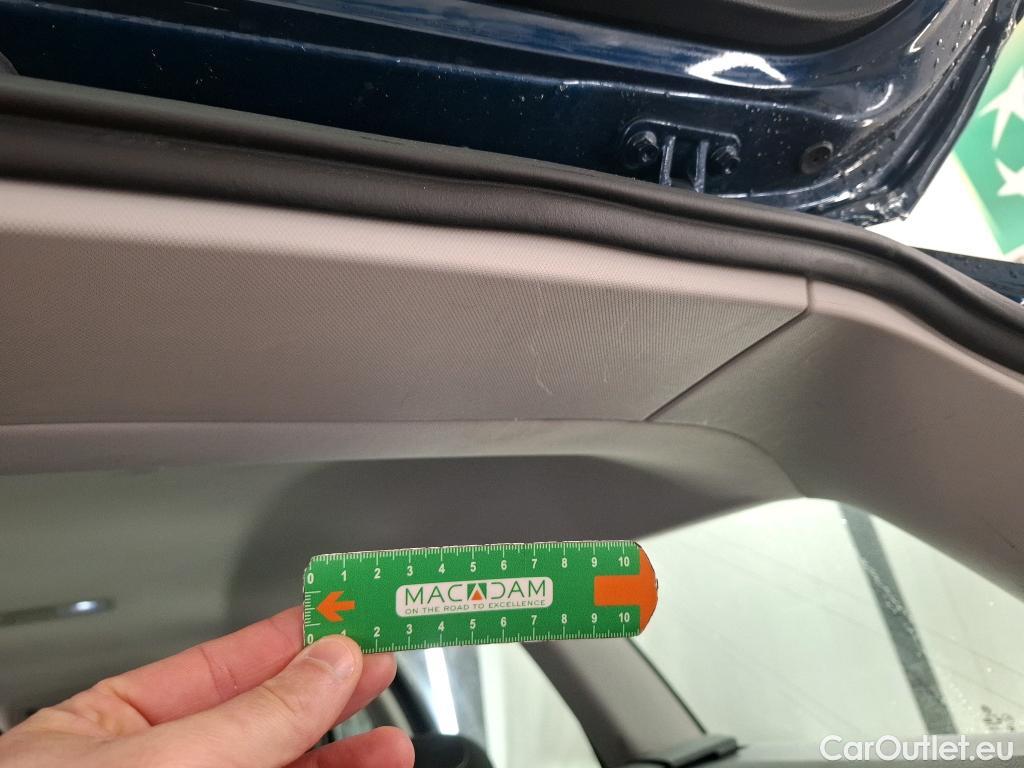 0 1 2 3 4 5 6 7 8 9 10
MACADAM
ON THE ROAD TO EXCELLENCE
0 1 2 3 4 5 6 7 8 9 10
CarOutlet.eu